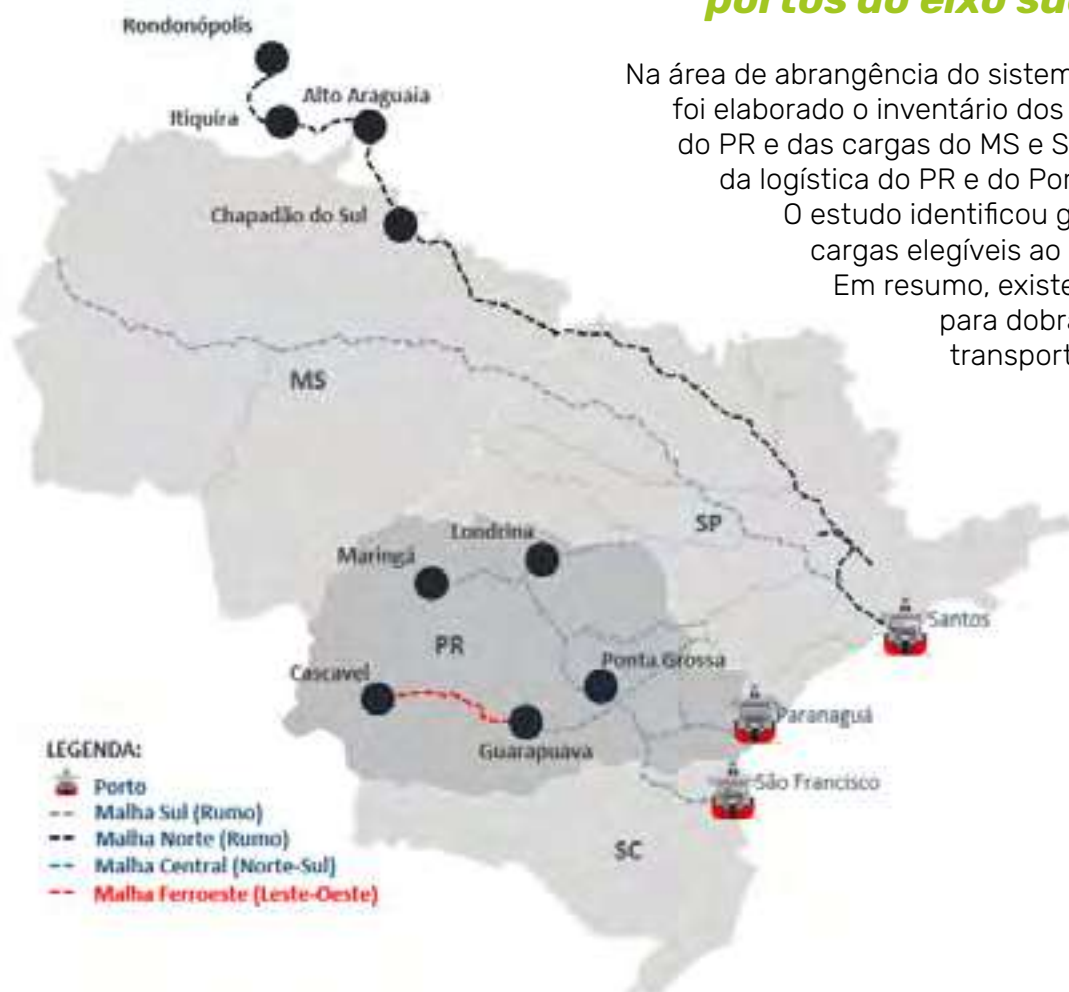 portos do eixo su
Na área de abrangência do sistem
foi elaborado o inventário dos
do PR e das cargas do MS e S
da logística do PR e do Por
O estudo identificou g
cargas elegíveis ao
Em resumo, existe
para dobra
transport
Rondonópolis
Alto Araguaia
Itiquira
Chapadão do Sul
MS
SP
Londrina
Maringá
Santos
PR
Ponta Grossa
Cascavel
Paranaguá
Guarapuava
São Francisco
SC
LEGENDA:
Porto
Malha Sul (Rumo)
Malha Norte (Rumo)
Malha Central (Norte-Sul)
Malha Ferroeste (Leste-Oeste)